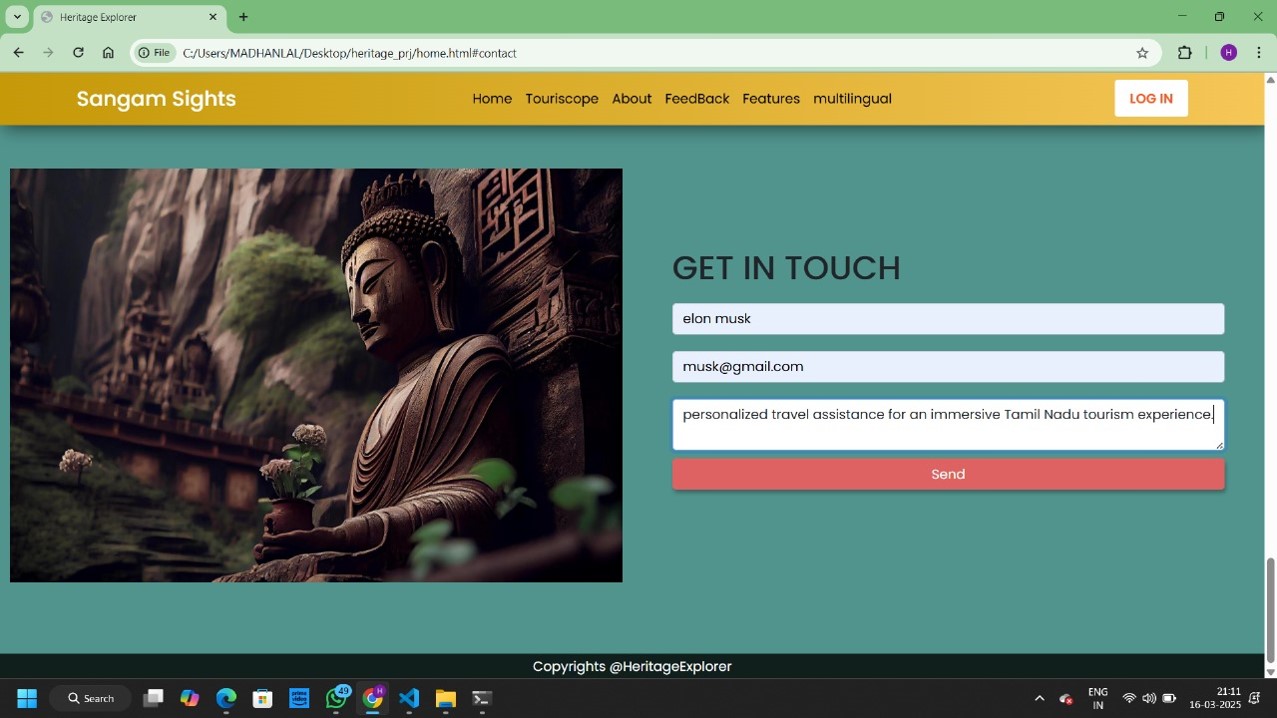 Heritage Explorer
File C:/Users/MADHANLAL/Desktop/heritage_prj/home.html#contact
H
Sangam Sights
Home Touriscope About FeedBack Features multilingual
LOG IN
GET IN TOUCH
elon musk
musk@gmail.com
personalized travel assistance for an immersive Tamil Nadu tourism experience.
Send
Copyrights @HeritageExplorer
Search
prime video
49
H
ENG
IN
21:11
16-03-2025